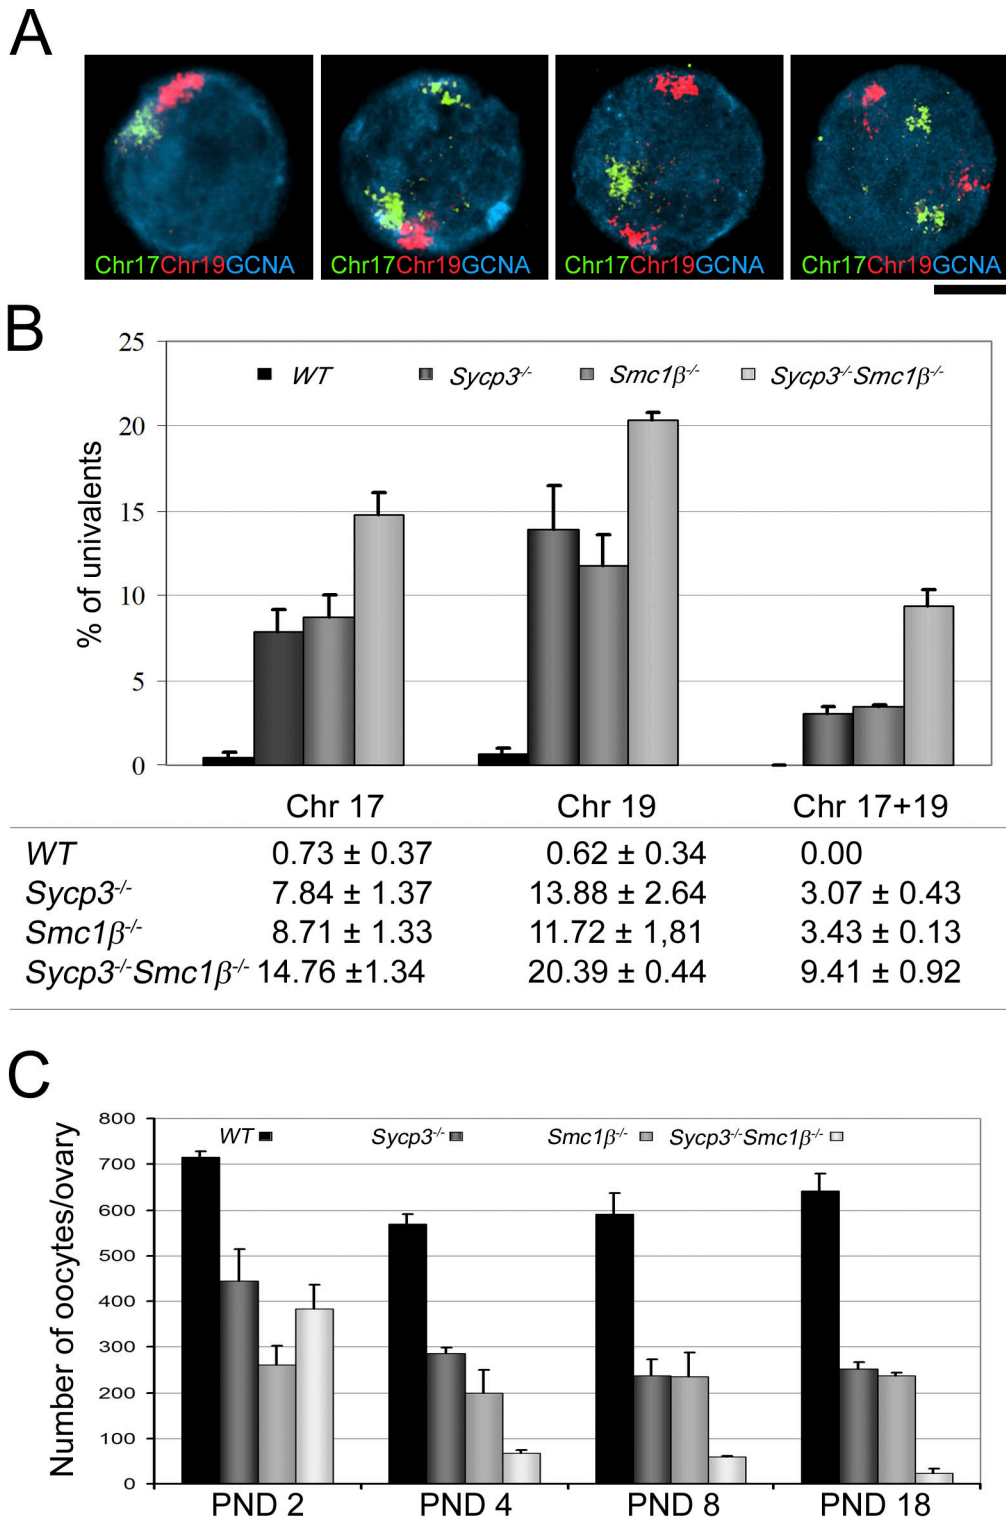 A
Chr17Chr19GCNA Chr17Chr19GCNA Chr17Chr19GCNA Chr17Chr19GCNA
B
% of univalents
25
20
15
10
5
0
WT Sycp3-/- Smc1β-/- Sycp3-/-Smc1β-/-
Chr 17 Chr 19 Chr 17+19
WT 0.73 ± 0.37 0.62 ± 0.34 0.00
Sycp3-/- 7.84 ± 1.37 13.88 ± 2.64 3.07 ± 0.43
Smc1β-/- 8.71 ± 1.33 11.72 ± 1,81 3.43 ± 0.13
Sycp3-/-Smc1β-/- 14.76 ±1.34 20.39 ± 0.44 9.41 ± 0.92
C
Number of oocytes/ovary
800
700
600
500
400
300
200
100
0
WT Sycp3-/- Smc1β-/- Sycp3-/-Smc1β-/-
PND 2 PND 4 PND 8 PND 18